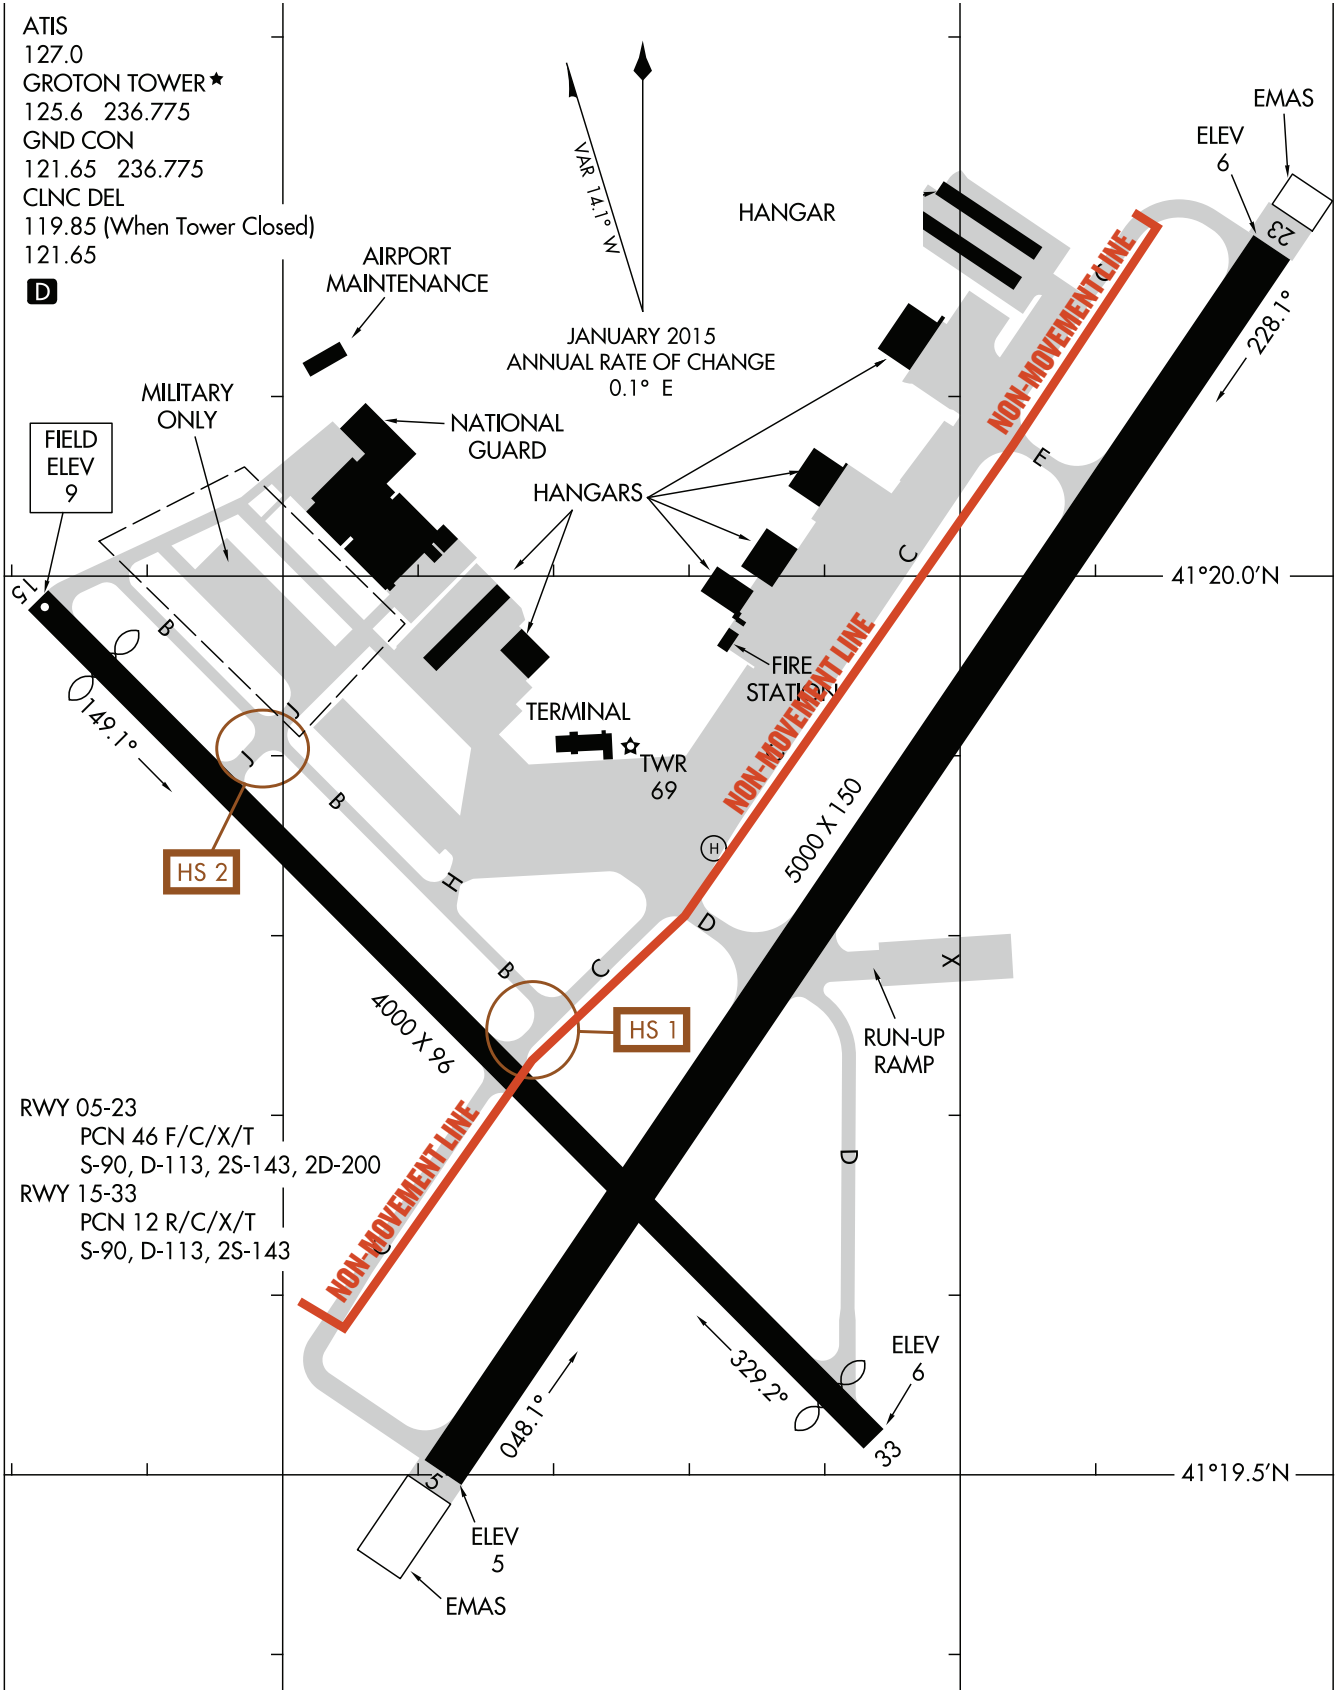 ATIS
127.0
GROTON TOWER★
125.6 236.775
GND CON
121.65 236.775
CLNC DEL
119.85 (When Tower Closed)
121.65
D
VAR 14.1° W
JANUARY 2015
ANNUAL RATE OF CHANGE
0.1° E
HANGAR
EMAS
ELEV
6
23
228.1°
AIRPORT
MAINTENANCE
MILITARY
ONLY
NATIONAL
GUARD
HANGARS
FIELD
ELEV
9
15
149.1°
B
J
J
HS 2
B
H
B
C
HS 1
4000 X 96
TERMINAL
TWR
69
FIRE
STATION
H
NON-MOVEMENT LINE
C
E
C
NON-MOVEMENT LINE
C
5000 X 150
D
X
RUN-UP
RAMP
D
41°20.0'N
RWY 05-23
PCN 46 F/C/X/T
S-90, D-113, 2S-143, 2D-200
RWY 15-33
PCN 12 R/C/X/T
S-90, D-113, 2S-143
NON-MOVEMENT LINE
C
048.1°
329.2°
ELEV
6
33
5
ELEV
5
EMAS
41°19.5'N